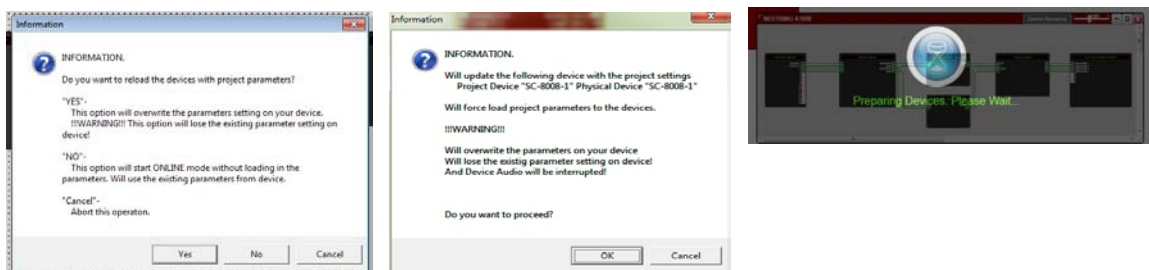 Information
INFORMATION.
Do you want to reload the devices with project parameters?
"YES"-
This option will overwrite the parameters setting on your device.
!!!WARNING!!! This option will lose the existing parameter setting on
device!
"NO"-
This option will start ONLINE mode without loading in the
parameters. Will use the existing parameters from device.
"Cancel"-
Abort this operaton.
Yes
No
Cancel
Information
INFORMATION.
Will update the following device with the project settings
Project Device "SC-8008-1" Physical Device "SC-8008-1"
Will force load project parameters to the devices.
!!!WARNING!!!
Will overwrite the parameters on your device
Will lose the existig parameter setting on device!
And Device Audio will be interrupted!
Do you want to proceed?
OK
Cancel
Preparing Devices. Please Wait...